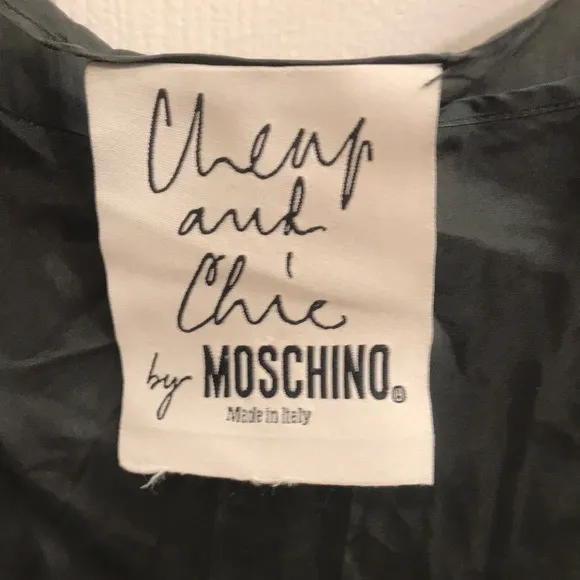 Cheap
and
Chic
by MOSCHINO®
Made in Italy